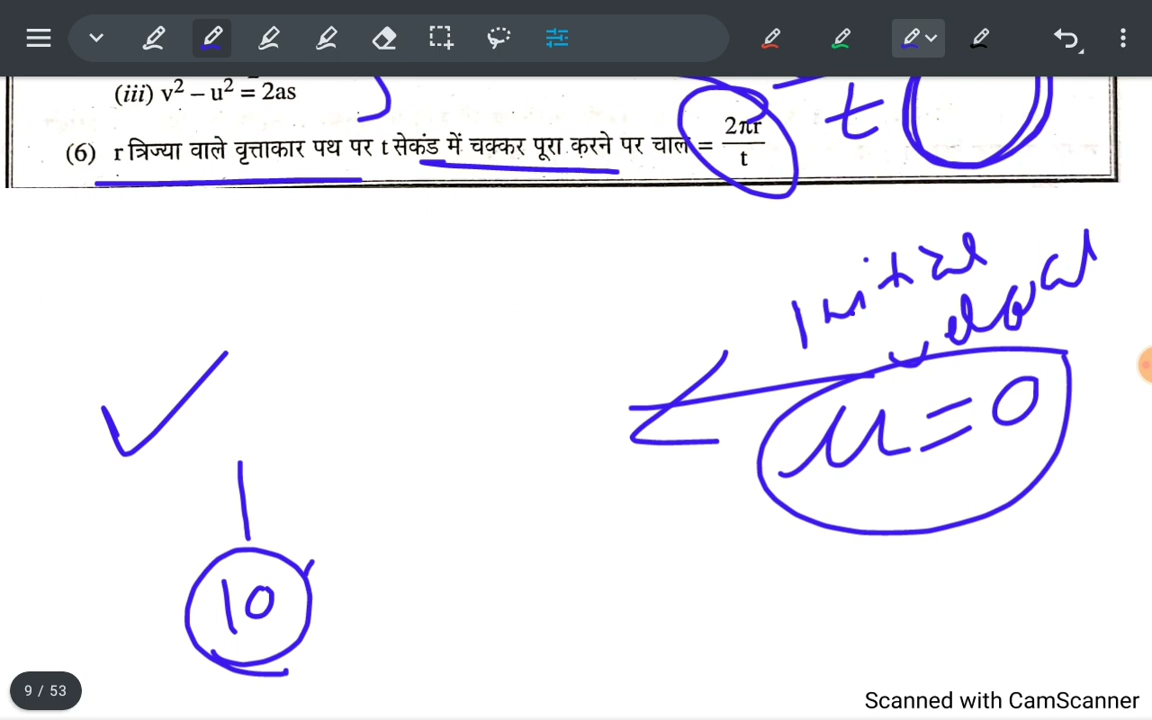 (iii) v² – u² = 2as
t
(6) r त्रिज्या वाले वृत्ताकार पथ पर t सेकंड में चक्कर पूरा करने पर चाल = 2πr / t
Initial
u = 0
10
9 / 53
Scanned with CamScanner